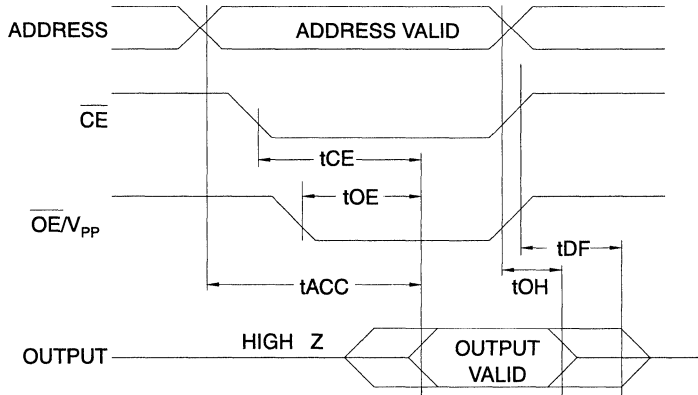 ADDRESS
ADDRESS VALID
CE
tCE
tOE
OE/VPP
tDF
tACC
tOH
HIGH Z
OUTPUT
OUTPUT
VALID